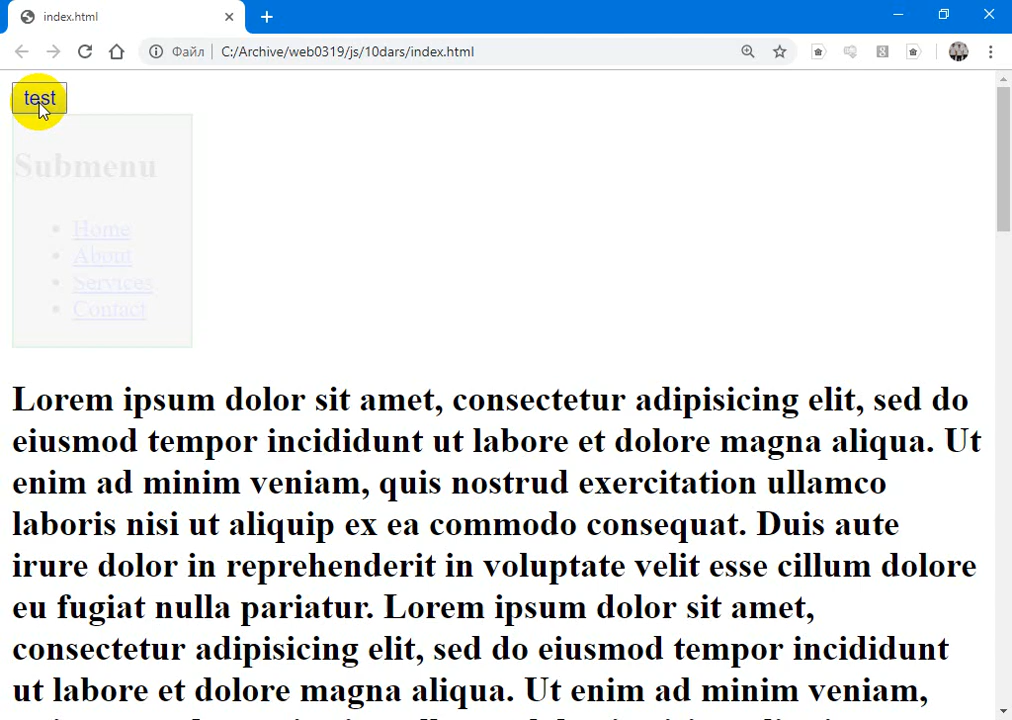 index.html
Файл C:/Archive/web0319/js/10dars/index.html
test
Submenu
Home
About
Services
Contact
Lorem ipsum dolor sit amet, consectetur adipisicing elit, sed do
eiusmod tempor incididunt ut labore et dolore magna aliqua. Ut
enim ad minim veniam, quis nostrud exercitation ullamco
laboris nisi ut aliquip ex ea commodo consequat. Duis aute
irure dolor in reprehenderit in voluptate velit esse cillum dolore
eu fugiat nulla pariatur. Lorem ipsum dolor sit amet,
consectetur adipisicing elit, sed do eiusmod tempor incididunt
ut labore et dolore magna aliqua. Ut enim ad minim veniam,